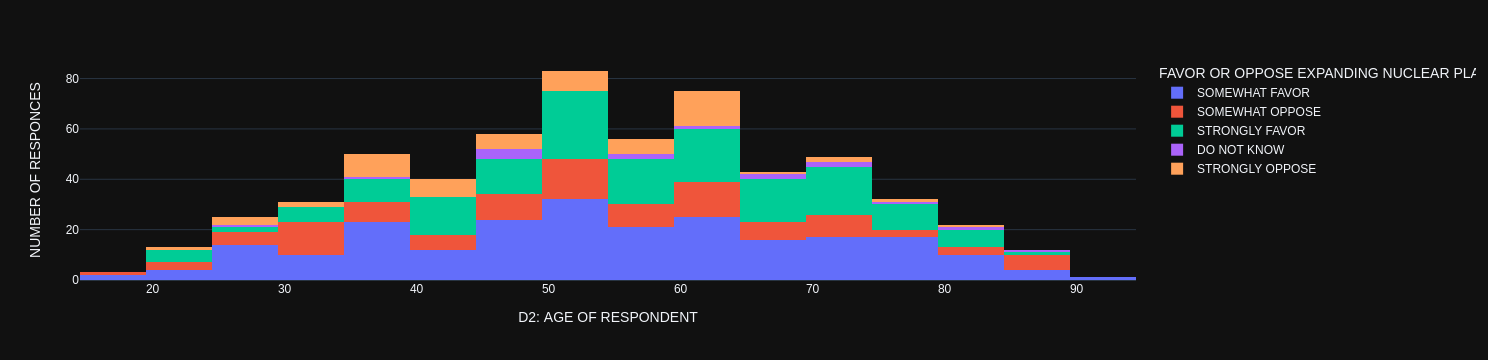 FAVOR OR OPPOSE EXPANDING NUCLEAR
SOMEWHAT FAVOR
SOMEWHAT OPPOSE
STRONGLY FAVOR
DO NOT KNOW
STRONGLY OPPOSE
NUMBER OF RESPONCES
80
60
40
20
0
20 30 40 50 60 70 80 90
D2: AGE OF RESPONDENT